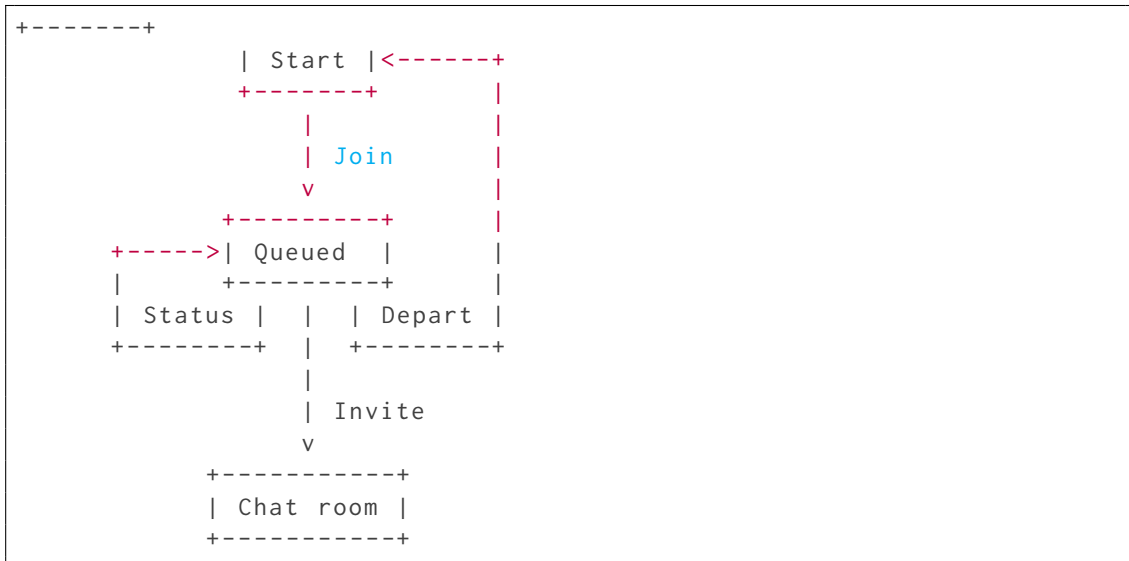 +-------+
                 | Start |<------+
                 +-------+       |
                     |           |
                     | Join      |
                     v           |
                +---------+      |
        +----->| Queued  |       |
        |       +---------+      |
        | Status |  |  | Depart |
        +--------+  |  +--------+
                    |
                    | Invite
                    v
              +-----------+
              | Chat room |
              +-----------+